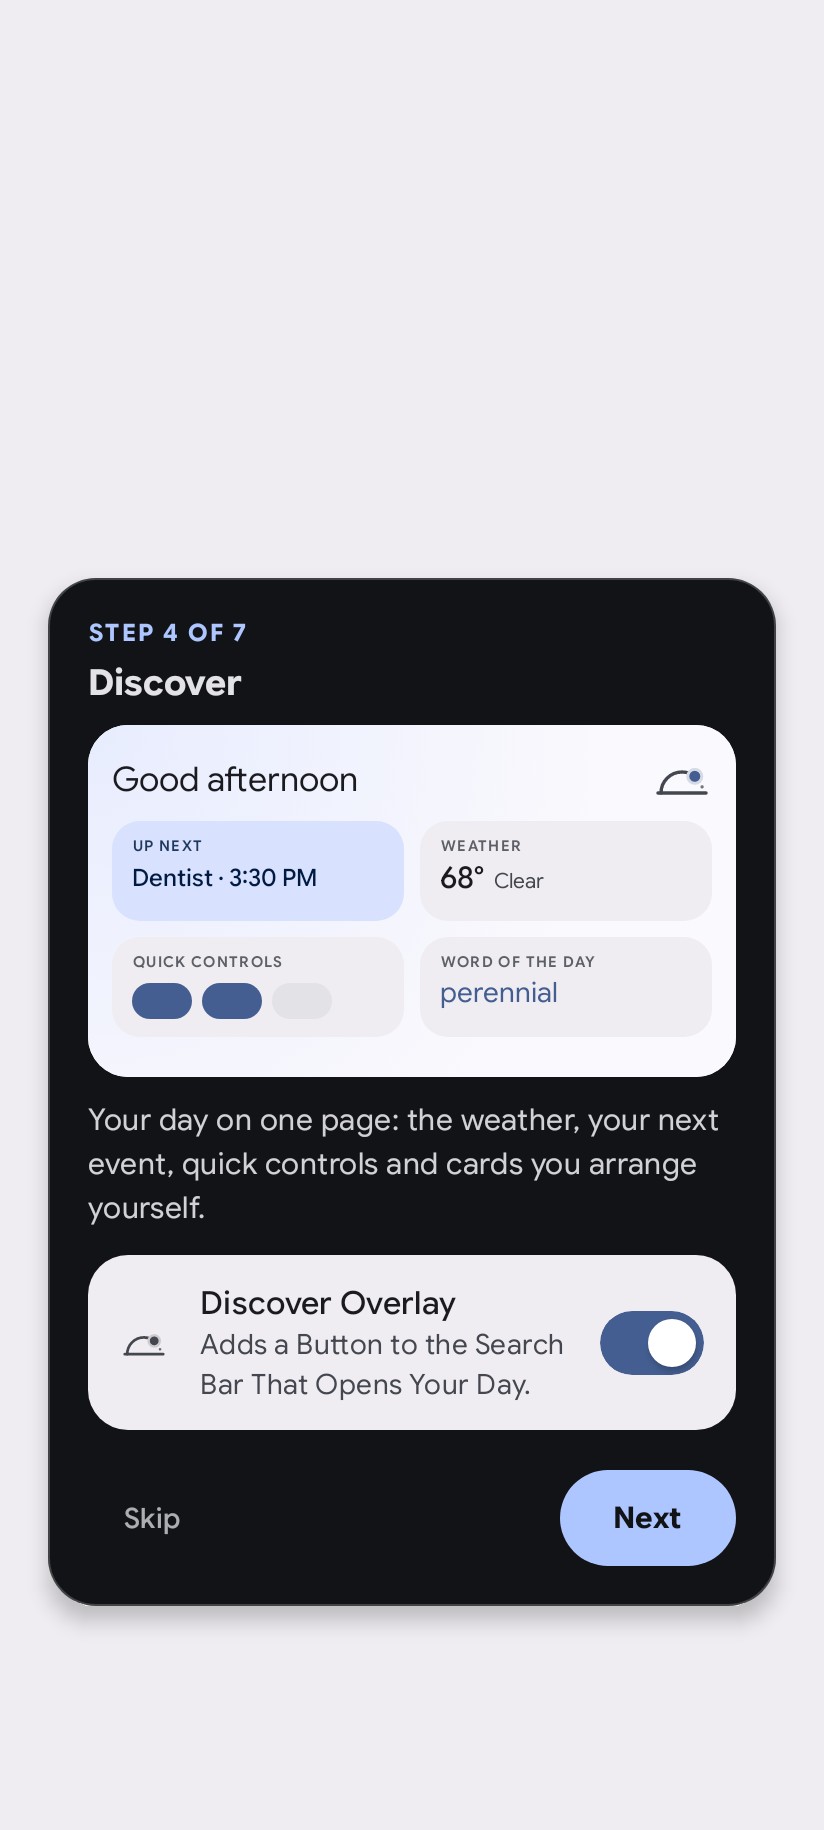 STEP 4 OF 7
Discover
Good afternoon
UP NEXT
Dentist · 3:30 PM
WEATHER
68° Clear
QUICK CONTROLS
WORD OF THE DAY
perennial
Your day on one page: the weather, your next
event, quick controls and cards you arrange
yourself.
Discover Overlay
Adds a Button to the Search
Bar That Opens Your Day.
Skip
Next